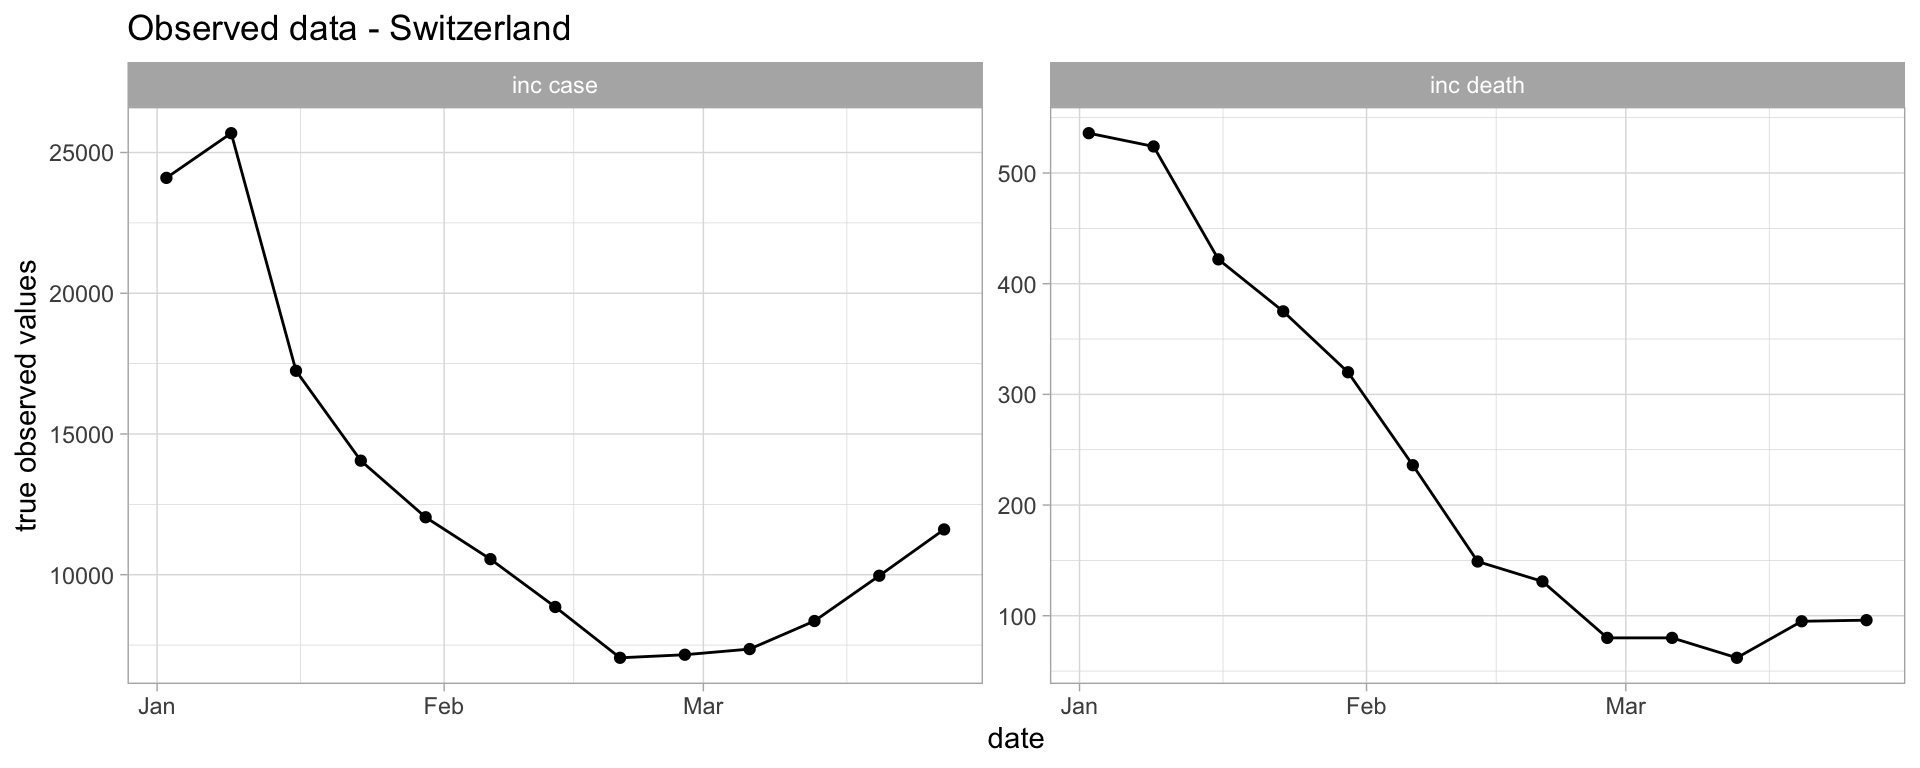 Observed data - Switzerland
inc case
inc death
true observed values
25000
20000
15000
10000
500
400
300
200
100
Jan
Feb
Mar
Jan
Feb
Mar
date